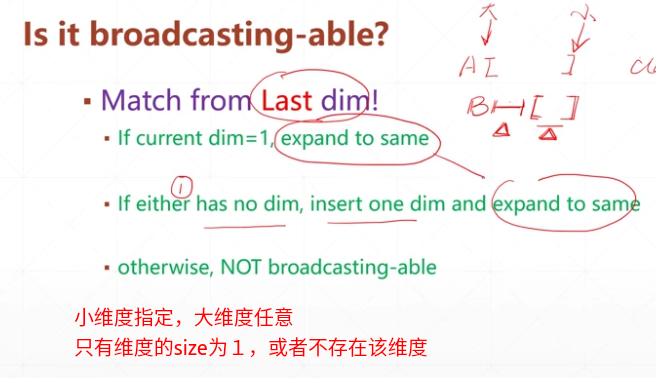 Is it broadcasting-able?
大 小
A [ ]
B [ ]
▪ Match from Last dim!
▪ If current dim=1, expand to same
①
▪ If either has no dim, insert one dim and expand to same
▪ otherwise, NOT broadcasting-able
小维度指定，大维度任意
只有维度的size为１，或者不存在该维度